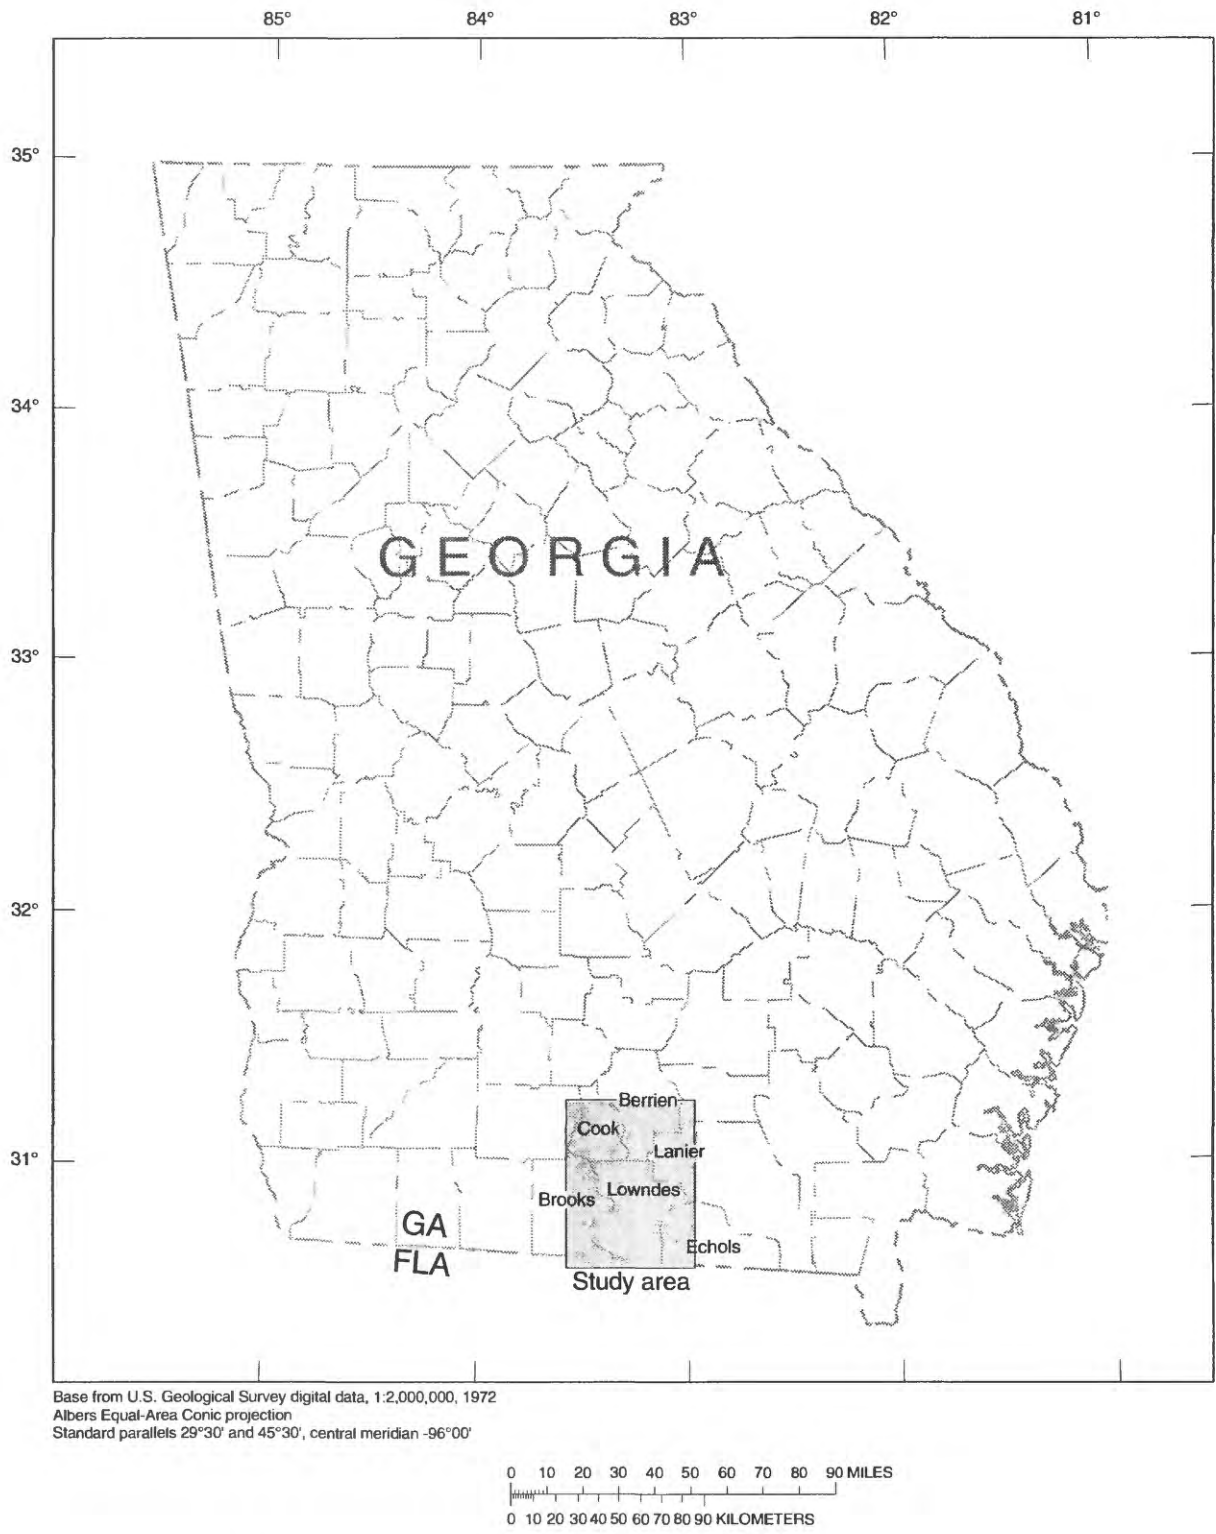 85° 84° 83° 82° 81°
35°
34°
GEORGIA
33°
32°
Berrien
Cook
31°
Lanier
Brooks
Lowndes
GA
Echols
FLA
Study area
Base from U.S. Geological Survey digital data, 1:2,000,000, 1972
Albers Equal-Area Conic projection
Standard parallels 29°30' and 45°30', central meridian -96°00'
0 10 20 30 40 50 60 70 80 90 MILES
0 10 20 30 40 50 60 70 80 90 KILOMETERS